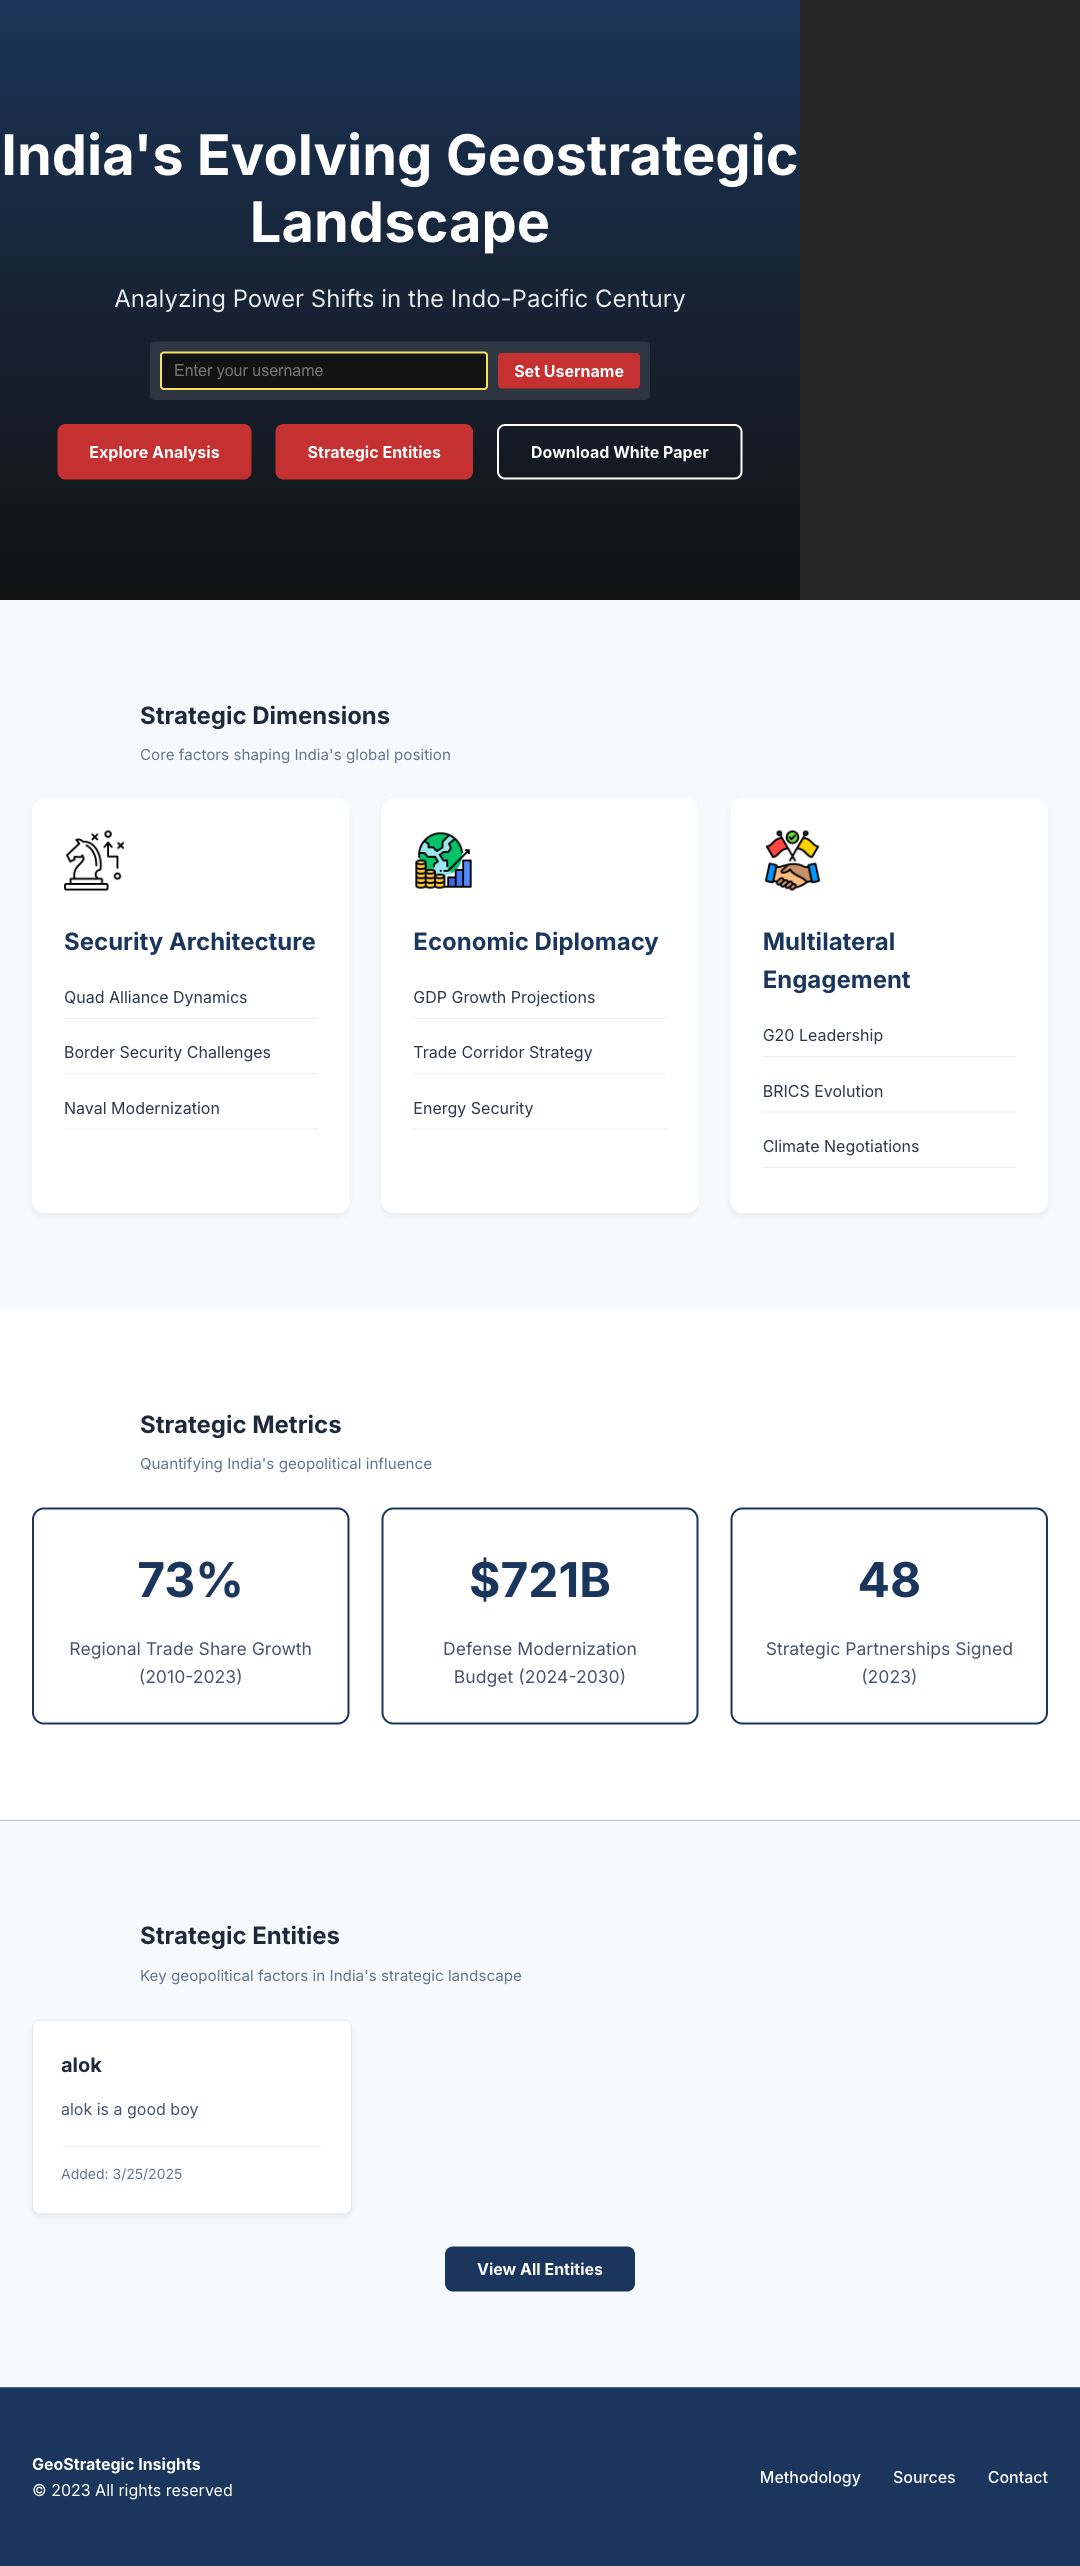 India's Evolving Geostrategic
Landscape
Analyzing Power Shifts in the Indo-Pacific Century
Enter your username
Set Username
Explore Analysis
Strategic Entities
Download White Paper
Strategic Dimensions
Core factors shaping India's global position
Security Architecture
Quad Alliance Dynamics
Border Security Challenges
Naval Modernization
Economic Diplomacy
GDP Growth Projections
Trade Corridor Strategy
Energy Security
Multilateral
Engagement
G20 Leadership
BRICS Evolution
Climate Negotiations
Strategic Metrics
Quantifying India's geopolitical influence
73%
Regional Trade Share Growth
(2010-2023)
$721B
Defense Modernization
Budget (2024-2030)
48
Strategic Partnerships Signed
(2023)
Strategic Entities
Key geopolitical factors in India's strategic landscape
alok
alok is a good boy
Added: 3/25/2025
View All Entities
GeoStrategic Insights
© 2023 All rights reserved
Methodology
Sources
Contact